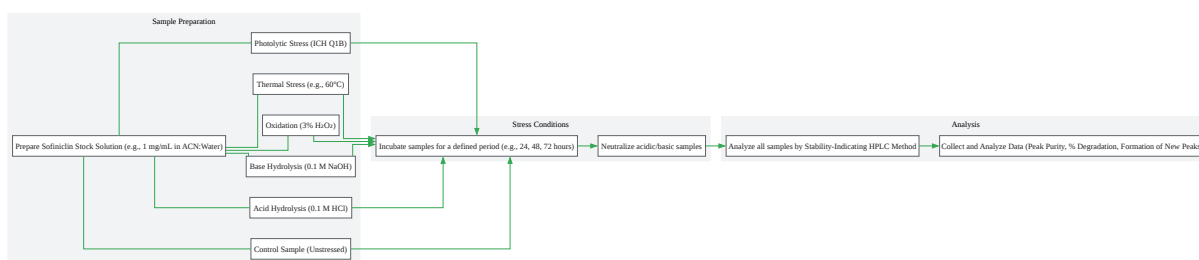 Sample Preparation
Photolytic Stress (ICH Q1B)
Thermal Stress (e.g., 60°C)
Oxidation (3% H₂O₂)
Prepare Sofiniclin Stock Solution (e.g., 1 mg/mL in ACN:Water)
Base Hydrolysis (0.1 M NaOH)
Acid Hydrolysis (0.1 M HCl)
Control Sample (Unstressed)
Stress Conditions
Incubate samples for a defined period (e.g., 24, 48, 72 hours)
Neutralize acidic/basic samples
Analysis
Analyze all samples by Stability-Indicating HPLC Method
Collect and Analyze Data (Peak Purity, % Degradation, Formation of New Peaks